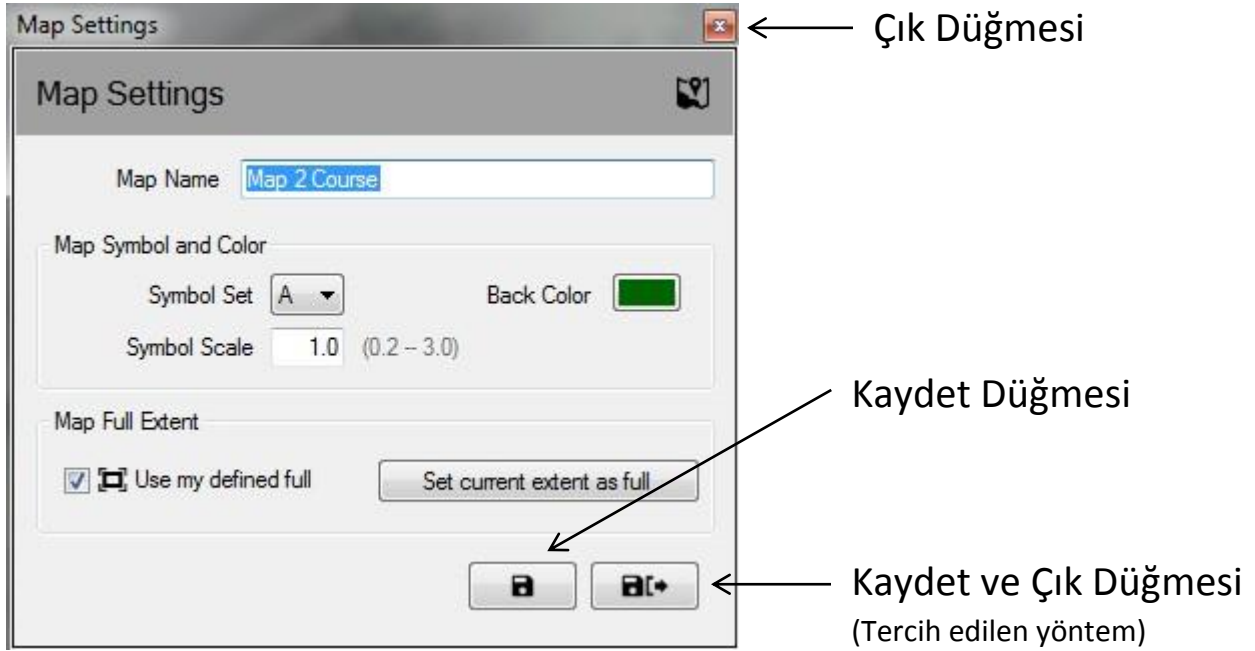 Map Settings
Çık Düğmesi
Map Settings
Map Name Map 2 Course
Map Symbol and Color
Symbol Set A Back Color
Symbol Scale 1.0 (0.2 – 3.0)
Kaydet Düğmesi
Map Full Extent
Use my defined full Set current extent as full
Kaydet ve Çık Düğmesi
(Tercih edilen yöntem)